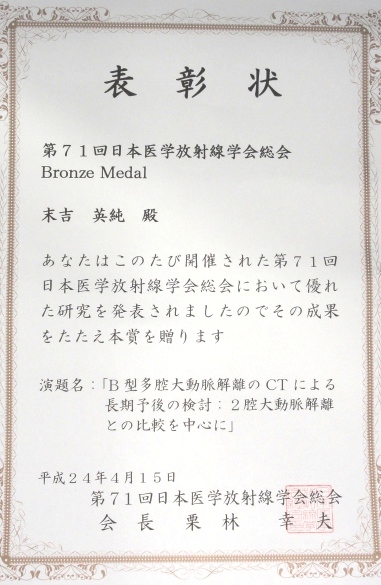 表彰状
第７１回日本医学放射線学会総会
Bronze Medal
末吉 英純 殿
あなたはこのたび開催された第７１回
日本医学放射線学会総会において優れ
た研究を発表されましたのでその成果
をたたえ本賞を贈ります
演題名：「B型多腔大動脈解離のCTによる
長期予後の検討：２腔大動脈解離
との比較を中心に」
平成２４年４月１５日
第７１回日本医学放射線学会総会
会長 栗林 幸夫